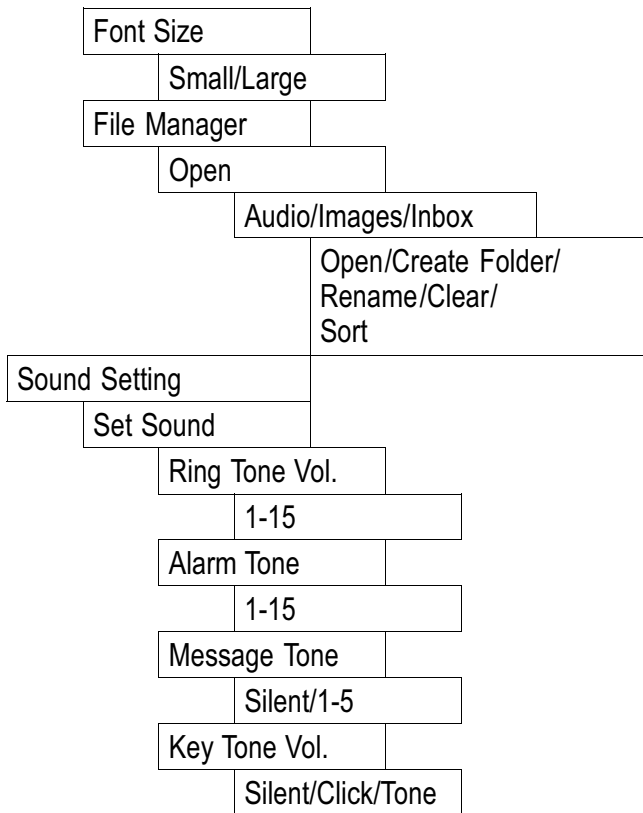 Font Size
Small/Large
File Manager
Open
Audio/Images/Inbox
Open/Create Folder/
Rename/Clear/
Sort
Sound Setting
Set Sound
Ring Tone Vol.
1-15
Alarm Tone
1-15
Message Tone
Silent/1-5
Key Tone Vol.
Silent/Click/Tone